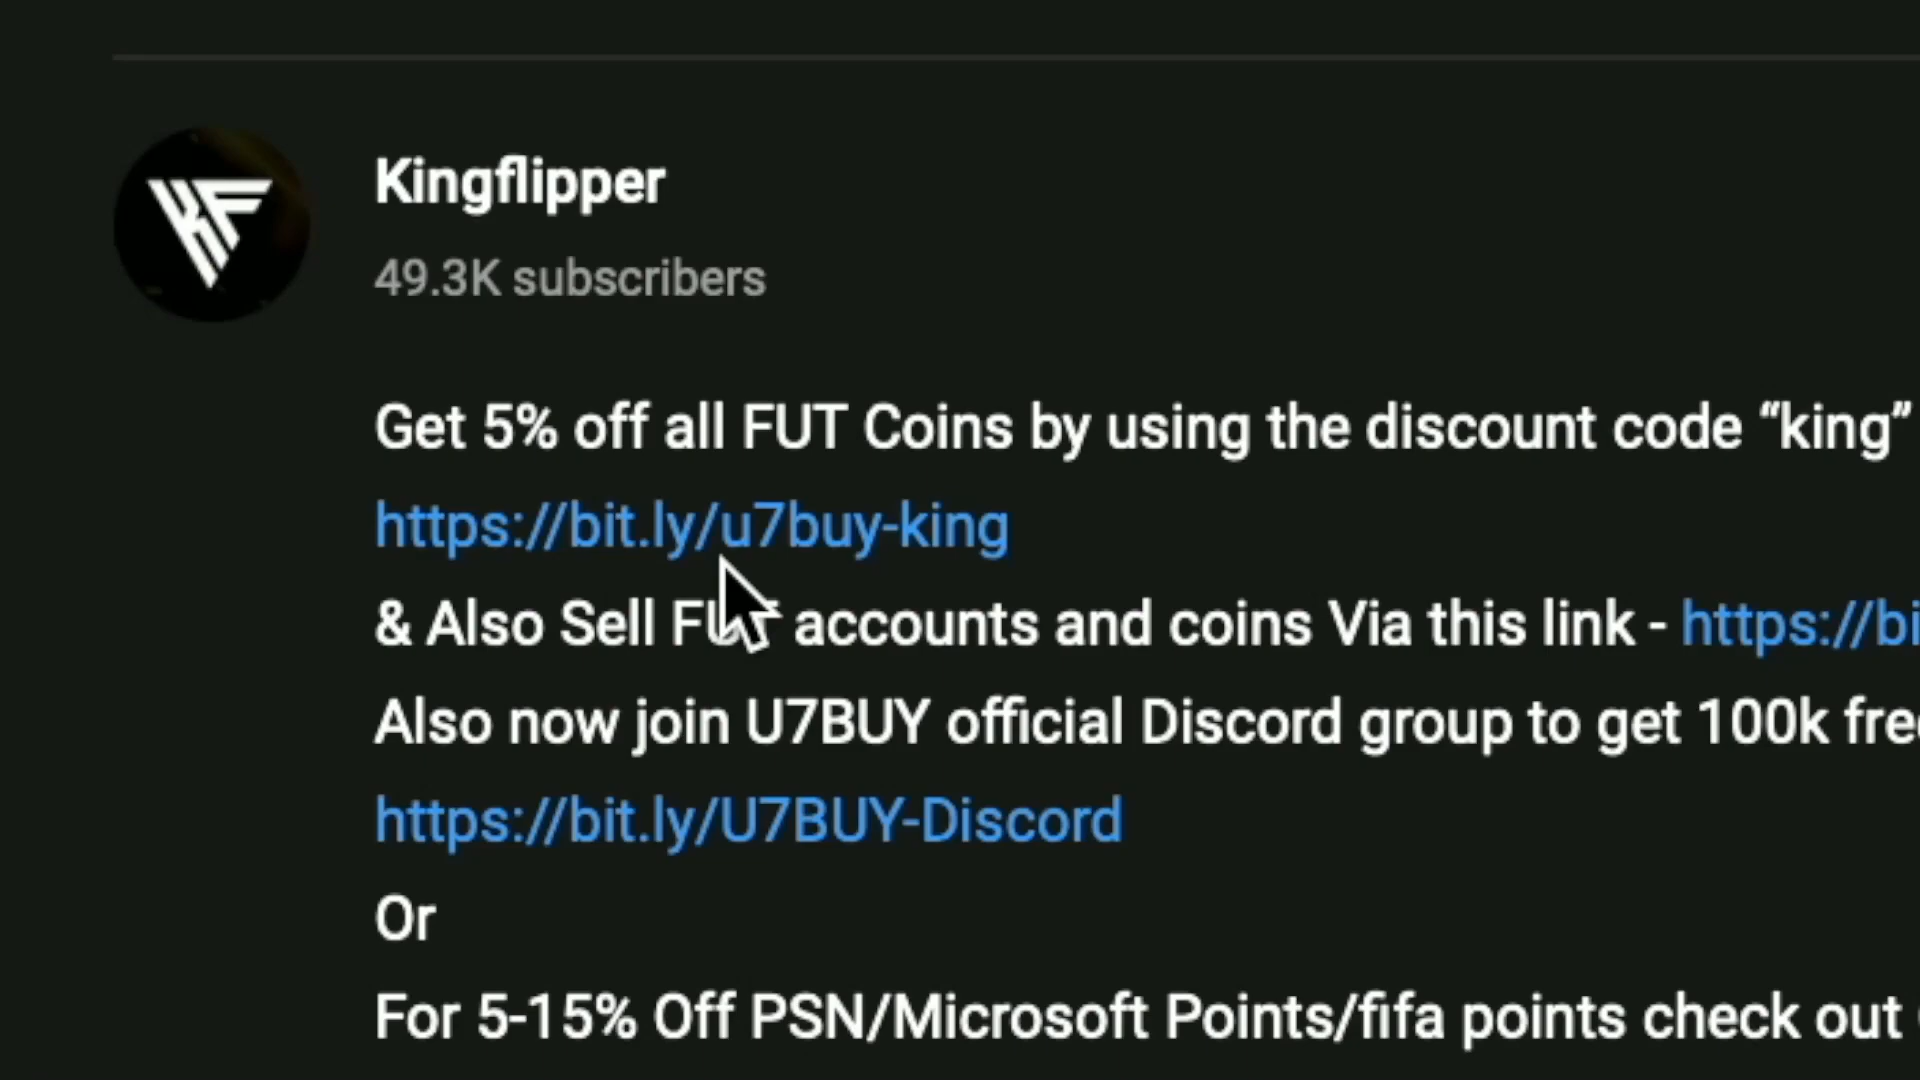 KF
Kingflipper
49.3K subscribers
Get 5% off all FUT Coins by using the discount code “king”
https://bit.ly/u7buy-king
& Also Sell FUT accounts and coins Via this link - https://bi
Also now join U7BUY official Discord group to get 100k fre
https://bit.ly/U7BUY-Discord
Or
For 5-15% Off PSN/Microsoft Points/fifa points check out